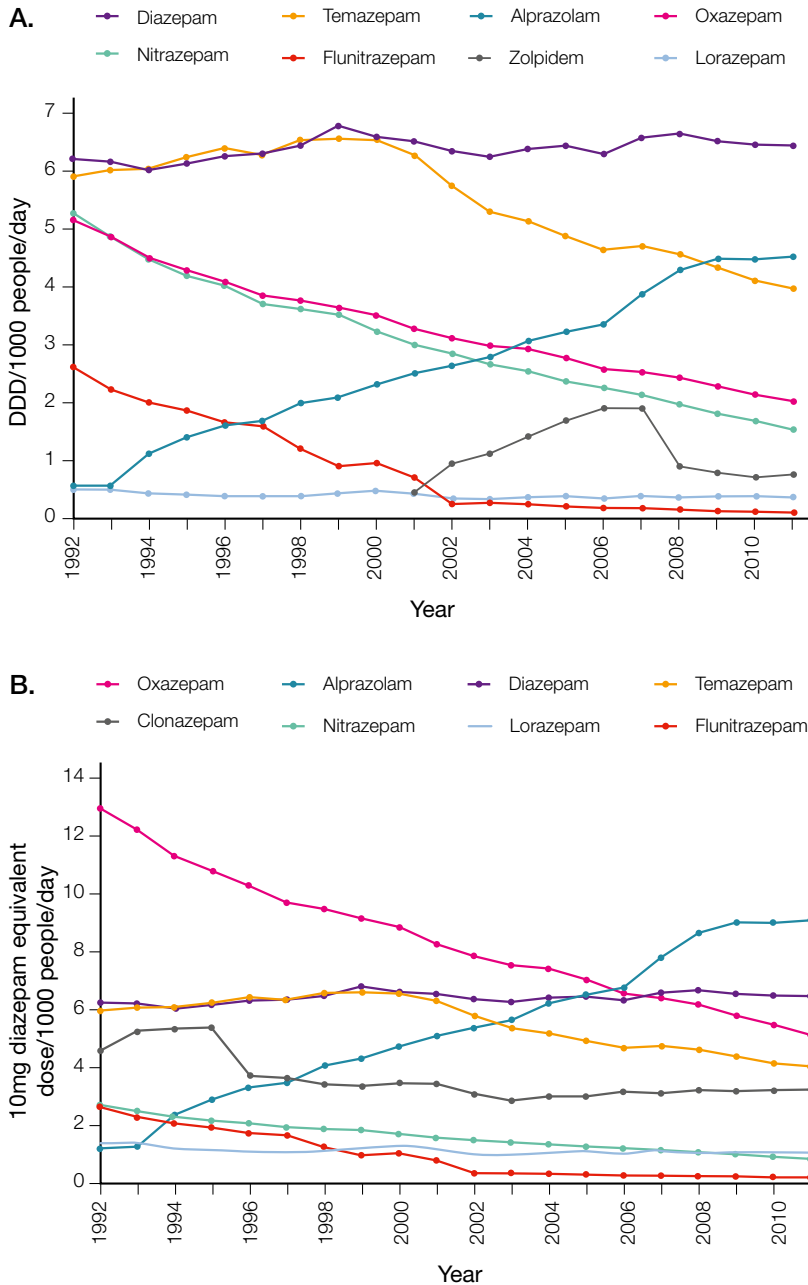 A.
Diazepam Temazepam Alprazolam Oxazepam
Nitrazepam Flunitrazepam Zolpidem Lorazepam
7
6
5
4
3
2
1
0
DDD/1000 people/day
1992 1994 1996 1998 2000 2002 2004 2006 2008 2010
Year
B.
Oxazepam Alprazolam Diazepam Temazepam
Clonazepam Nitrazepam Lorazepam Flunitrazepam
14
12
10
8
6
4
2
0
10mg diazepam equivalent
dose/1000 people/day
1992 1994 1996 1998 2000 2002 2004 2006 2008 2010
Year